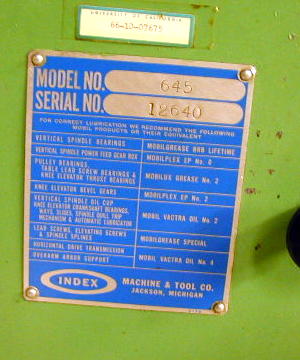 UNIVERSITY OF CALIFORNIA
66-10-07675
MODEL NO. 645
SERIAL NO. 12640
FOR CORRECT LUBRICATION WE RECOMMEND THE FOLLOWING
MOBIL PRODUCTS OR THEIR EQUIVALENT
VERTICAL SPINDLE BEARINGS MOBILGREASE BRB LIFETIME
VERTICAL SPINDLE POWER FEED GEAR BOX MOBILPLEX EP No. 0
PULLEY BEARINGS,
TABLE LEAD SCREW BEARINGS &
KNEE ELEVATOR THRUST BEARINGS MOBILUX GREASE No. 2
KNEE ELEVATOR BEVEL GEARS MOBILPLEX EP No. 2
VERTICAL SPINDLE OIL CUP
KNEE ELEVATOR CRANKSHAFT BEARINGS,
WAYS, SLIDES, SPINDLE QUILL TRIP
MECHANISM & AUTOMATIC LUBRICATOR MOBIL VACTRA OIL No. 2
LEAD SCREWS, ELEVATING SCREWS
& SPINDLE SPLINES MOBILGREASE SPECIAL
HORIZONTAL DRIVE TRANSMISSION
OVERARM ARBOR SUPPORT MOBIL VACTRA OIL No. 4
INDEX MACHINE & TOOL CO.
JACKSON, MICHIGAN